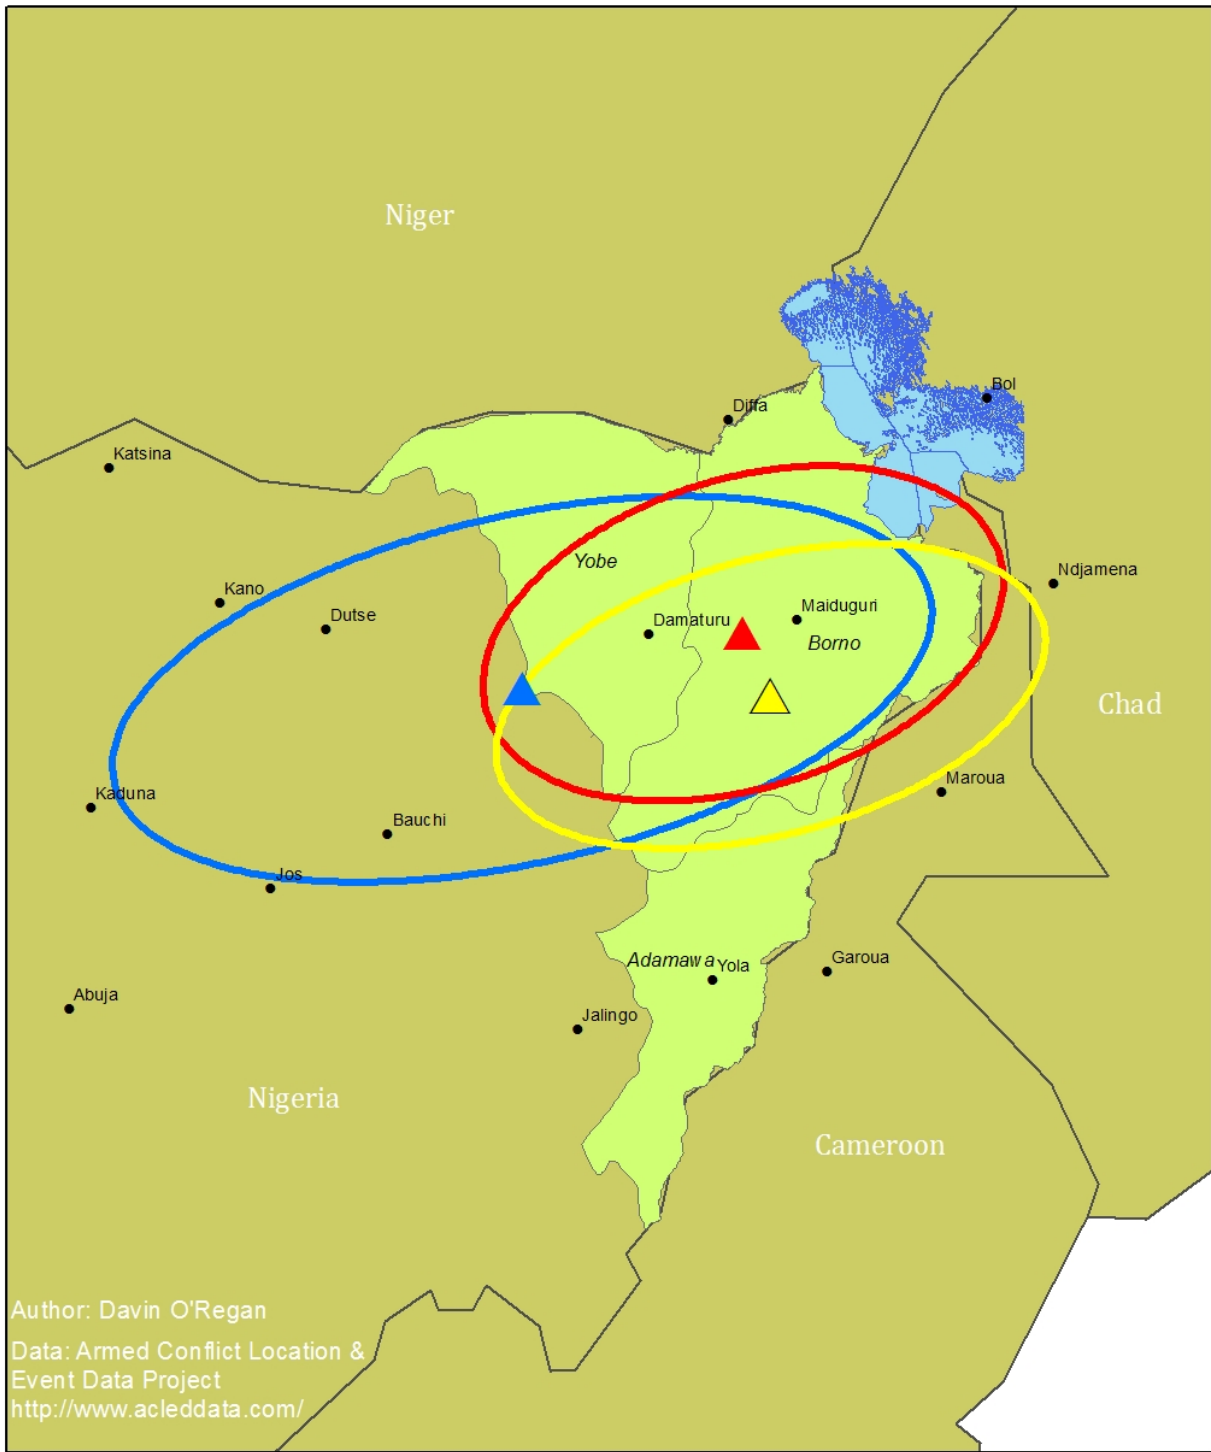 Niger
Bol
Diffa
Katsina
Yobe
Ndjamena
Kano
Dutse
Maiduguri
Damaturu
Borno
Chad
Maroua
Kaduna
Bauchi
Jos
Adamawa
Yola
Garoua
Abuja
Jalingo
Nigeria
Cameroon
Author: Davin O'Regan
Data: Armed Conflict Location &
Event Data Project
http://www.acleddata.com/